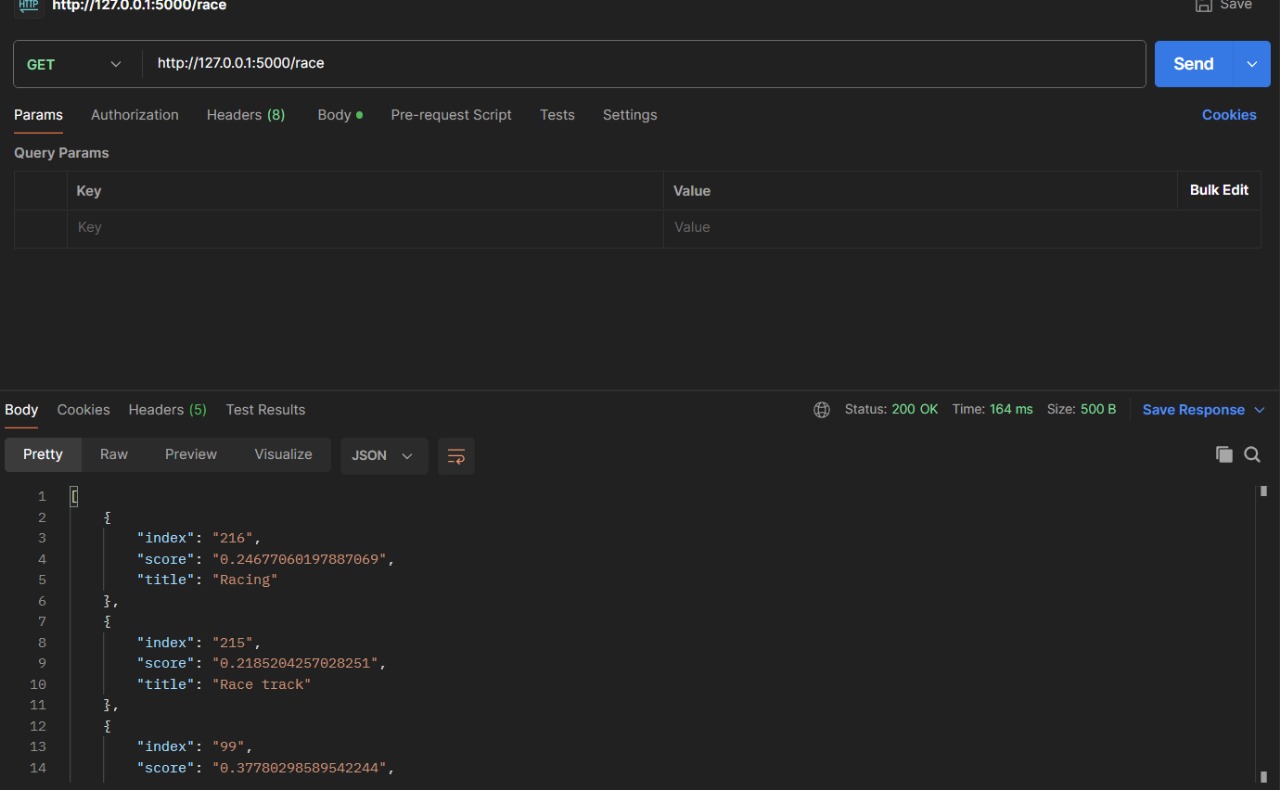 HTTP http://127.0.0.1:5000/race Save
GET http://127.0.0.1:5000/race Send
Params Authorization Headers (8) Body Pre-request Script Tests Settings Cookies
Query Params
Key Value Bulk Edit
Key Value
Body Cookies Headers (5) Test Results Status: 200 OK Time: 164 ms Size: 500 B Save Response
Pretty Raw Preview Visualize JSON
1 [
2 {
3 "index": "216",
4 "score": "0.24677060197887069",
5 "title": "Racing"
6 },
7 {
8 "index": "215",
9 "score": "0.2185204257028251",
10 "title": "Race track"
11 },
12 {
13 "index": "99",
14 "score": "0.37780298589542244",